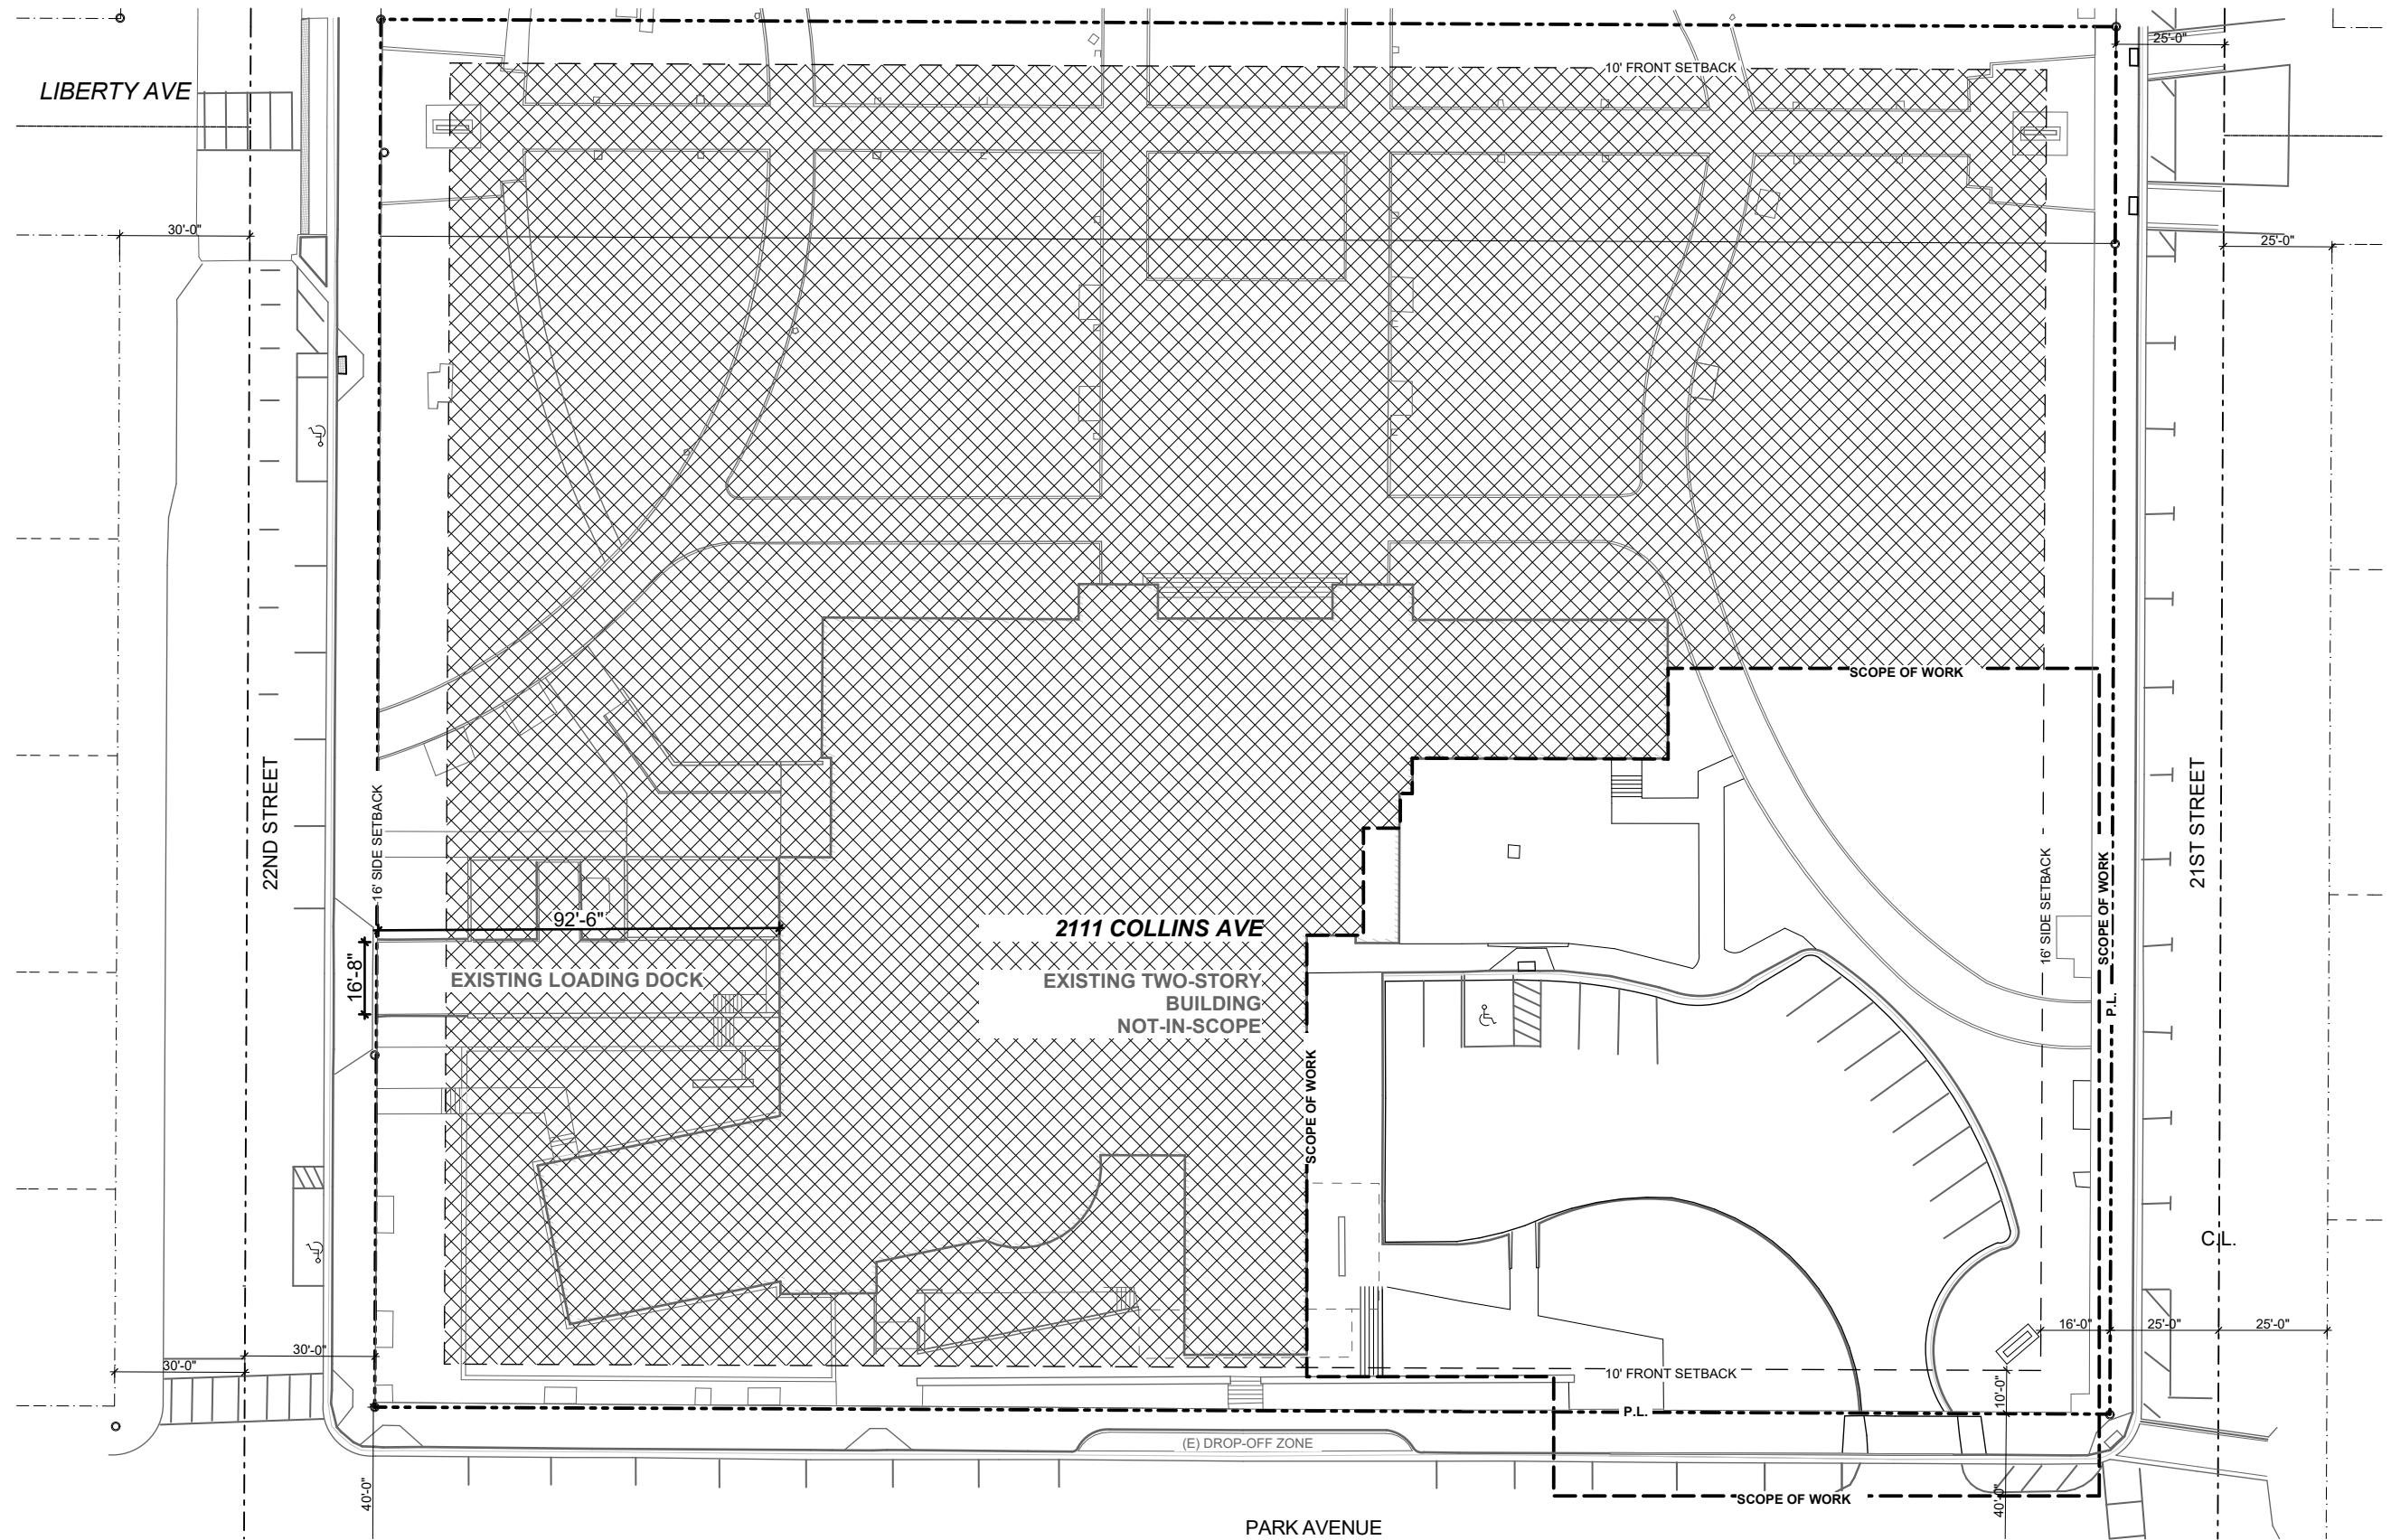 25'-0"
10' FRONT SETBACK
LIBERTY AVE
30'-0"
25'-0"
SCOPE OF WORK
22ND STREET
16' SIDE SETBACK
21ST STREET
16' SIDE SETBACK
SCOPE OF WORK
92'-6"
2111 COLLINS AVE
16'-8"
EXISTING LOADING DOCK
EXISTING TWO-STORY
BUILDING
NOT-IN-SCOPE
P.L.
SCOPE OF WORK
C.L.
16'-0"
25'-0"
25'-0"
30'-0"
30'-0"
10' FRONT SETBACK
10'-0"
P.L.
(E) DROP-OFF ZONE
40'-0"
SCOPE OF WORK
40'-0"
PARK AVENUE